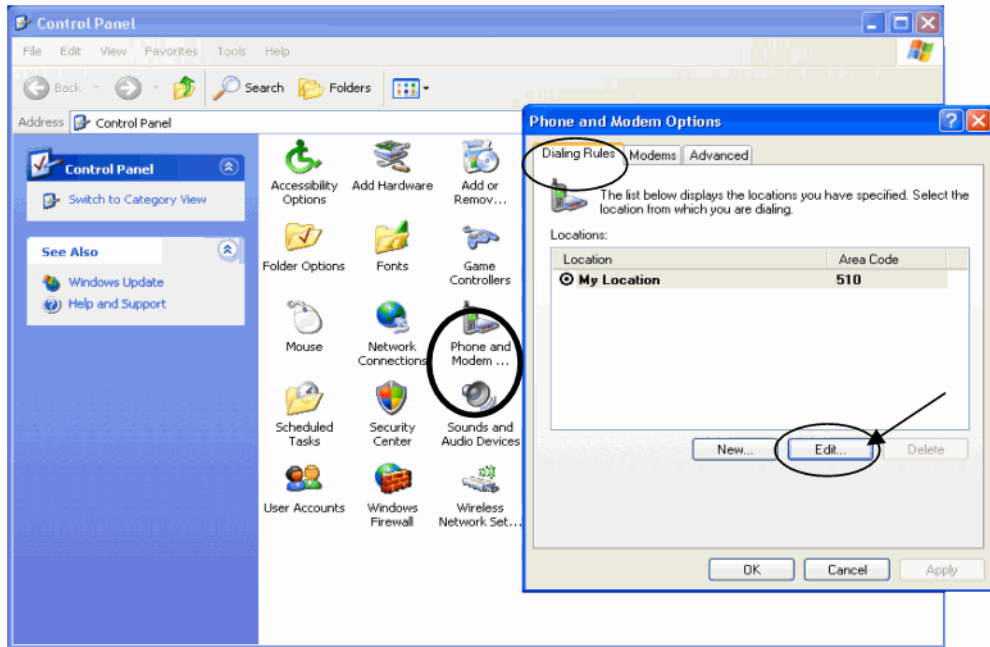 Control Panel
File Edit View Favorites Tools Help
Back Search Folders
Address Control Panel
Control Panel
Switch to Category View
See Also
Windows Update
Help and Support
Accessibility Options
Add Hardware
Add or Remov...
Folder Options
Fonts
Game Controllers
Mouse
Network Connections
Phone and Modem ...
Scheduled Tasks
Security Center
Sounds and Audio Devices
User Accounts
Windows Firewall
Wireless Network Set...
Phone and Modem Options
Dialing Rules Modems Advanced
The list below displays the locations you have specified. Select the
location from which you are dialing.
Locations:
Location Area Code
My Location 510
New... Edit... Delete
OK Cancel Apply